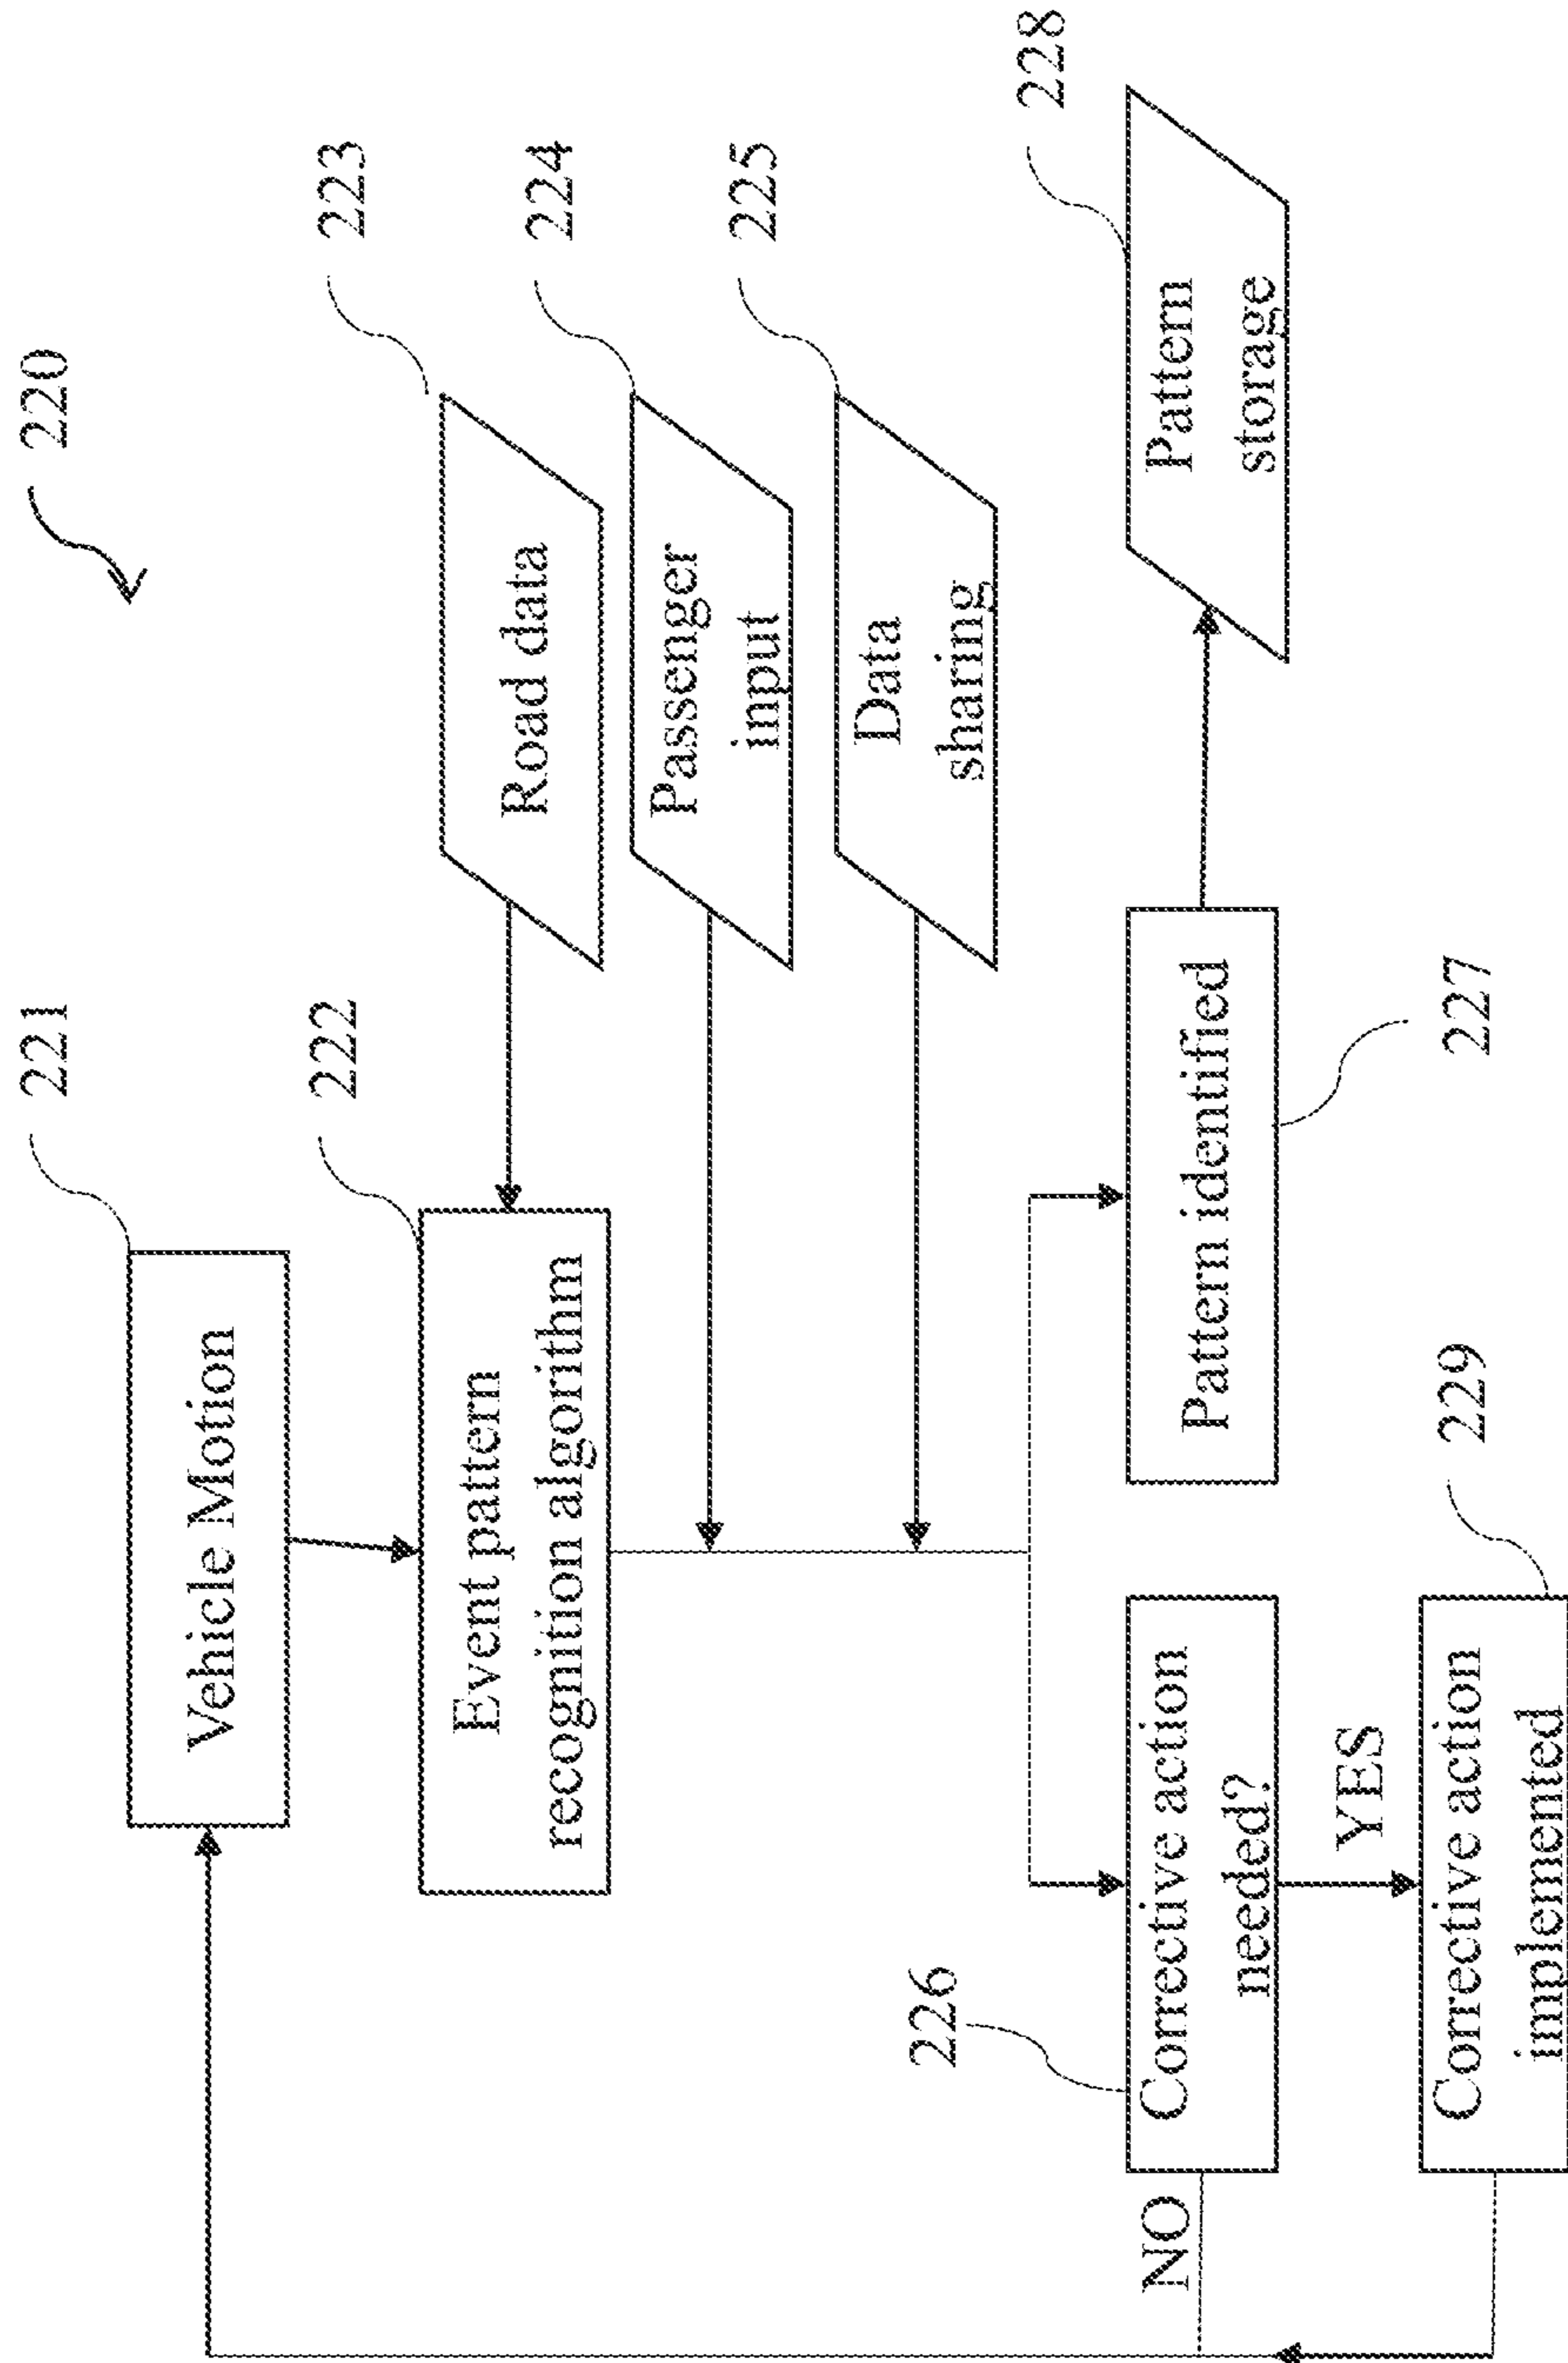 220
221
Vehicle Motion
222
Event pattern
recognition algorithm
223
Road data
224
Passenger
input
225
Data
sharing
226
Corrective action
needed?
NO
YES
227
Pattern identified
228
Pattern
storage
229
Corrective action
implemented